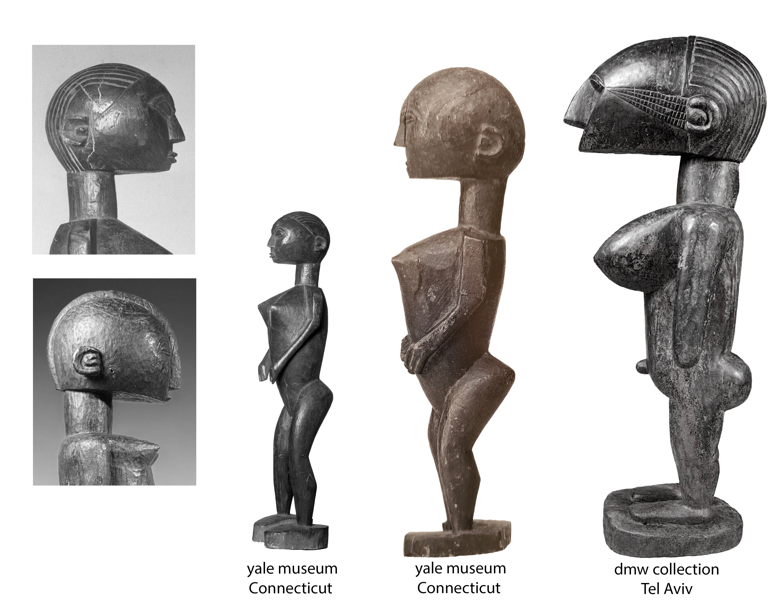 yale museum
Connecticut
yale museum
Connecticut
dmw collection
Tel Aviv